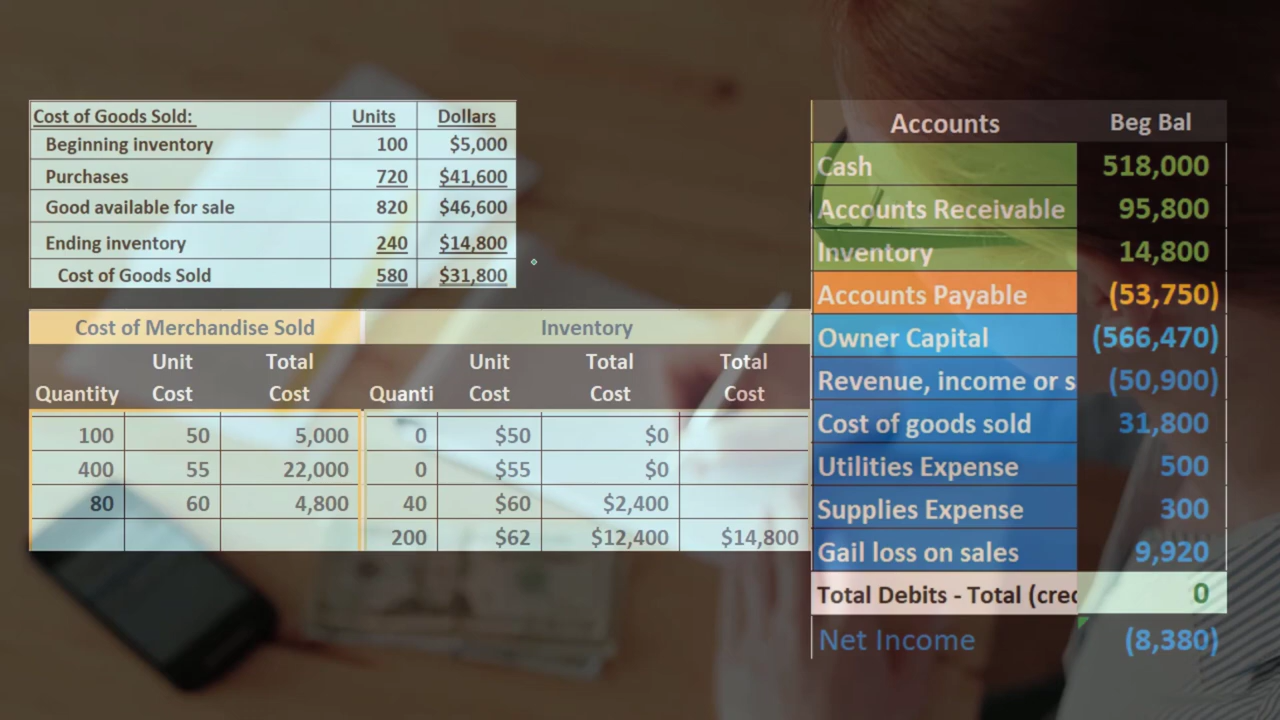 Cost of Goods Sold: Units Dollars
Beginning inventory 100 $5,000
Purchases 720 $41,600
Good available for sale 820 $46,600
Ending inventory 240 $14,800
Cost of Goods Sold 580 $31,800
Cost of Merchandise Sold Inventory
Unit Total Unit Total Total
Quantity Cost Cost Quanti Cost Cost Cost
100 50 5,000 0 $50 $0
400 55 22,000 0 $55 $0
80 60 4,800 40 $60 $2,400
200 $62 $12,400 $14,800
Accounts Beg Bal
Cash 518,000
Accounts Receivable 95,800
Inventory 14,800
Accounts Payable (53,750)
Owner Capital (566,470)
Revenue, income or s (50,900)
Cost of goods sold 31,800
Utilities Expense 500
Supplies Expense 300
Gail loss on sales 9,920
Total Debits - Total (cred 0
Net Income (8,380)